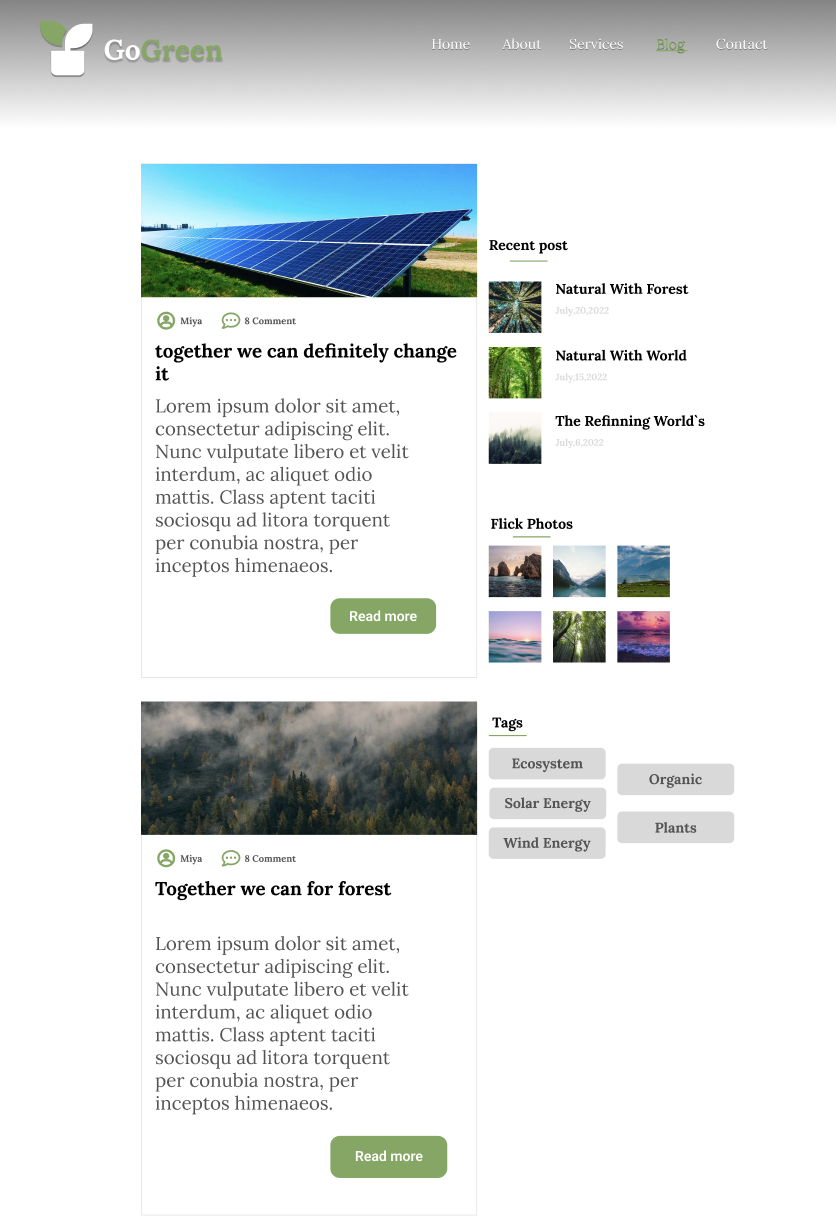 GoGreen
Home About Services Blog Contact
Miya 8 Comment
together we can definitely change
it
Lorem ipsum dolor sit amet,
consectetur adipiscing elit.
Nunc vulputate libero et velit
interdum, ac aliquet odio
mattis. Class aptent taciti
sociosqu ad litora torquent
per conubia nostra, per
inceptos himenaeos.
Read more
Miya 8 Comment
Together we can for forest
Lorem ipsum dolor sit amet,
consectetur adipiscing elit.
Nunc vulputate libero et velit
interdum, ac aliquet odio
mattis. Class aptent taciti
sociosqu ad litora torquent
per conubia nostra, per
inceptos himenaeos.
Read more
Recent post
Natural With Forest
July,20,2022
Natural With World
July,15,2022
The Refinning World`s
July,6,2022
Flick Photos
Tags
Ecosystem
Organic
Solar Energy
Plants
Wind Energy